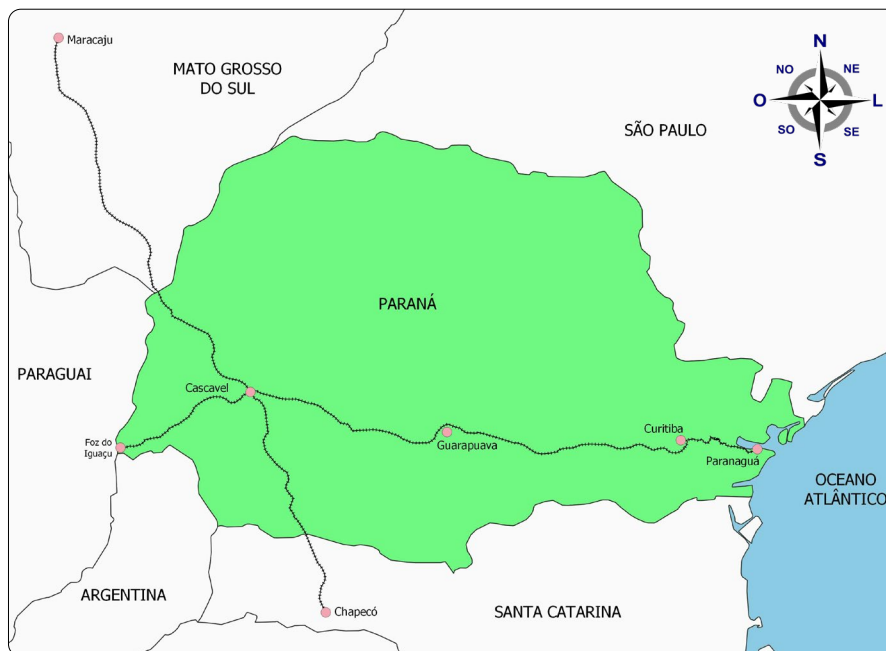 Maracaju
MATO GROSSO
DO SUL
N
NO
NE
O
L
SO
SE
S
SÃO PAULO
PARANÁ
PARAGUAI
Cascavel
Foz do
Iguaçu
Guarapuava
Curitiba
Paranaguá
OCEANO
ATLÂNTICO
ARGENTINA
Chapecó
SANTA CATARINA